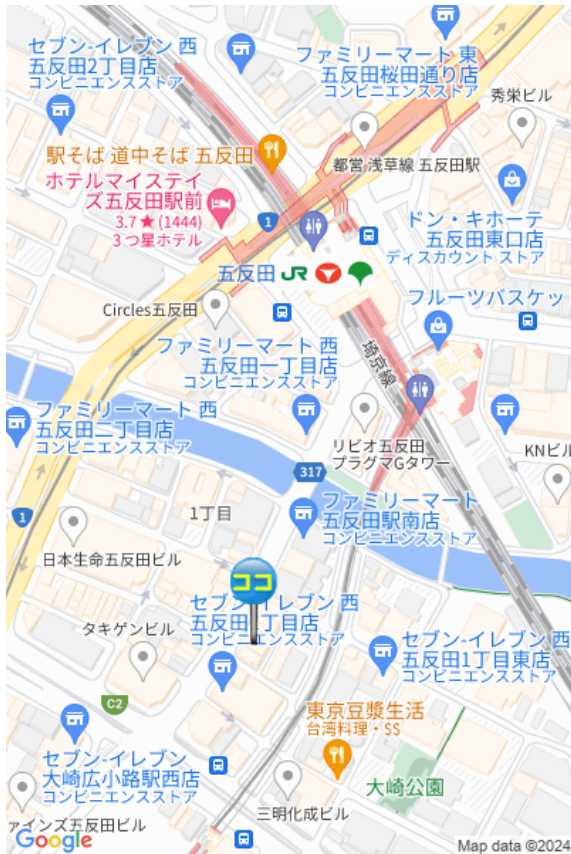 セブン-イレブン 西
五反田2丁目店
コンビニエンスストア
ファミリーマート 東
五反田桜田通り店
コンビニエンスストア
秀栄ビル
駅そば 道中そば 五反田
都営 浅草線 五反田駅
ホテルマイステイ
ズ五反田駅前
3.7★(1444)
3 つ星ホテル
1
ドン・キホーテ
五反田東口店
ディスカウント ストア
五反田 JR
Circles五反田
フルーツバスケッ
ファミリーマート 西
五反田一丁目店
コンビニエンスストア
埼京線
ファミリーマート 西
五反田二丁目店
コンビニエンスストア
リビオ五反田
プラグマGタワー
KNビル
317
1丁目
ファミリーマート
五反田駅南店
コンビニエンスストア
1
日本生命五反田ビル
ココ
セブン-イレブン 西
五反田1丁目店
コンビニエンスストア
タキゲンビル
セブン-イレブン 西
五反田1丁目東店
コンビニエンスストア
C2
東京豆漿生活
台湾料理・$$
セブン-イレブン
大崎広小路駅西店
コンビニエンスストア
大崎公園
三明化成ビル
ァインズ五反田ビル
Google
Map data ©2024